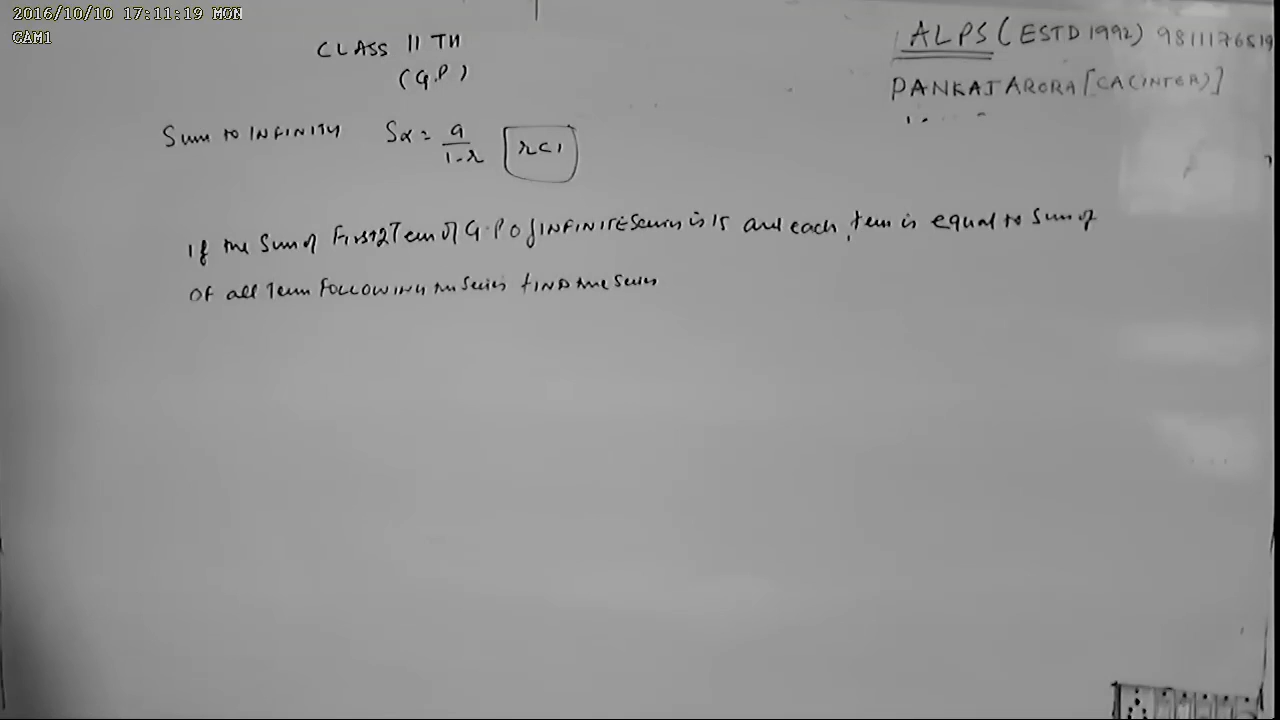 2016/10/10 17:11:19 MON
CAM1
CLASS 11 TH
(G.P)
ALPS (ESTD 1992) 9811176519
PANKAJ ARORA [CA(INTER)]
Sum to INFINITY Sα = a/1-r r<1
If the Sum of First 2 Term of G.P of INFINITE Series is 15 and each term is equal to Sum of
of all Term FOLLOWING the Series FIND the Series